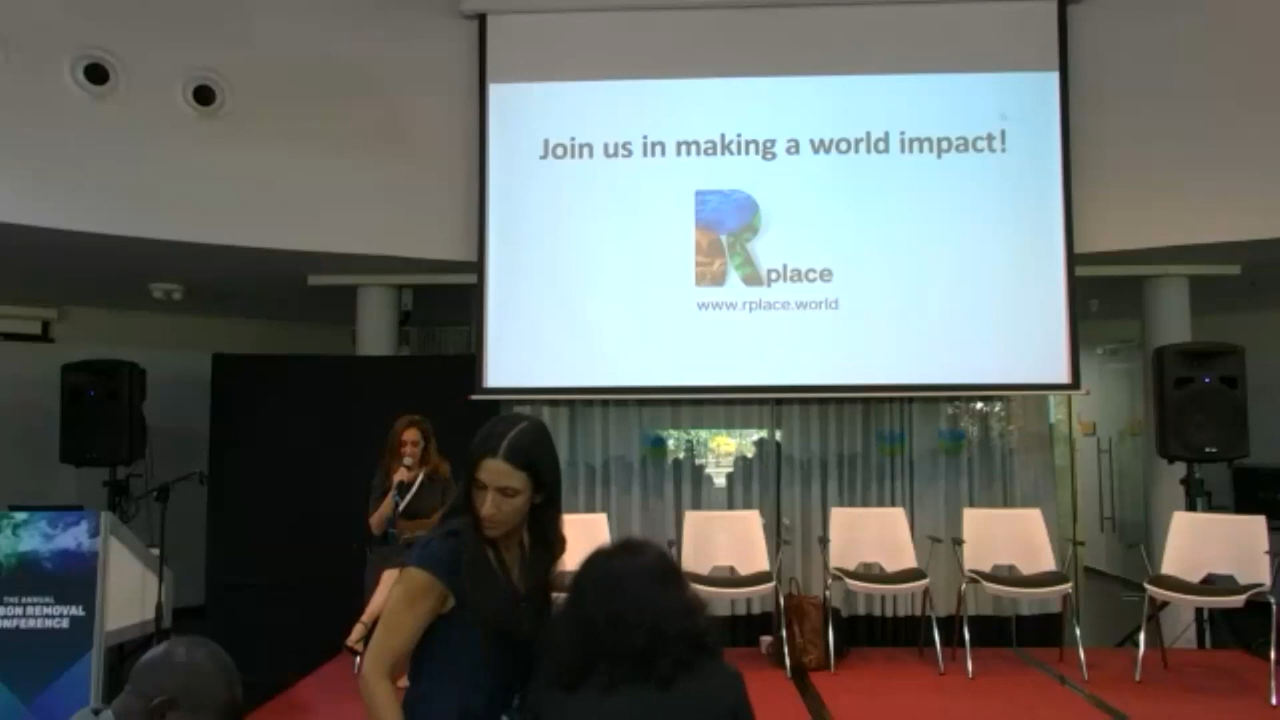 Join us in making a world impact!
Rplace
www.rplace.world
THE ANNUAL
BON REMOVAL
ONFERENCE